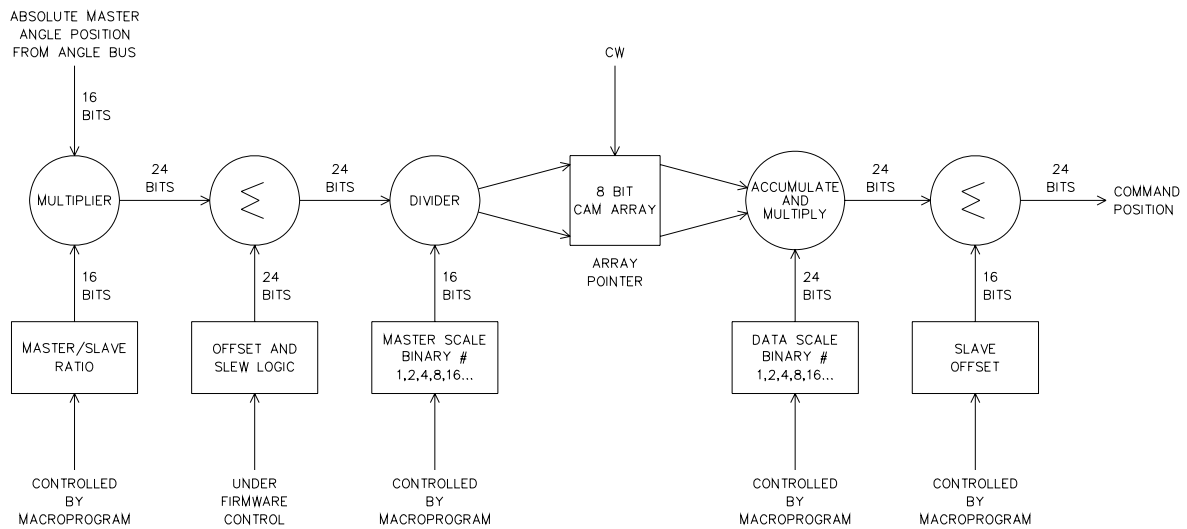 ABSOLUTE MASTER
ANGLE POSITION
FROM ANGLE BUS
CW
16
BITS
MULTIPLIER
24
BITS
Σ
24
BITS
DIVIDER
8 BIT
CAM ARRAY
ACCUMULATE
AND
MULTIPLY
24
BITS
Σ
24
BITS
COMMAND
POSITION
ARRAY
POINTER
16
BITS
24
BITS
16
BITS
24
BITS
16
BITS
MASTER/SLAVE
RATIO
OFFSET AND
SLEW LOGIC
MASTER SCALE
BINARY #
1,2,4,8,16...
DATA SCALE
BINARY #
1,2,4,8,16...
SLAVE
OFFSET
CONTROLLED
BY
MACROPROGRAM
UNDER
FIRMWARE
CONTROL
CONTROLLED
BY
MACROPROGRAM
CONTROLLED
BY
MACROPROGRAM
CONTROLLED
BY
MACROPROGRAM